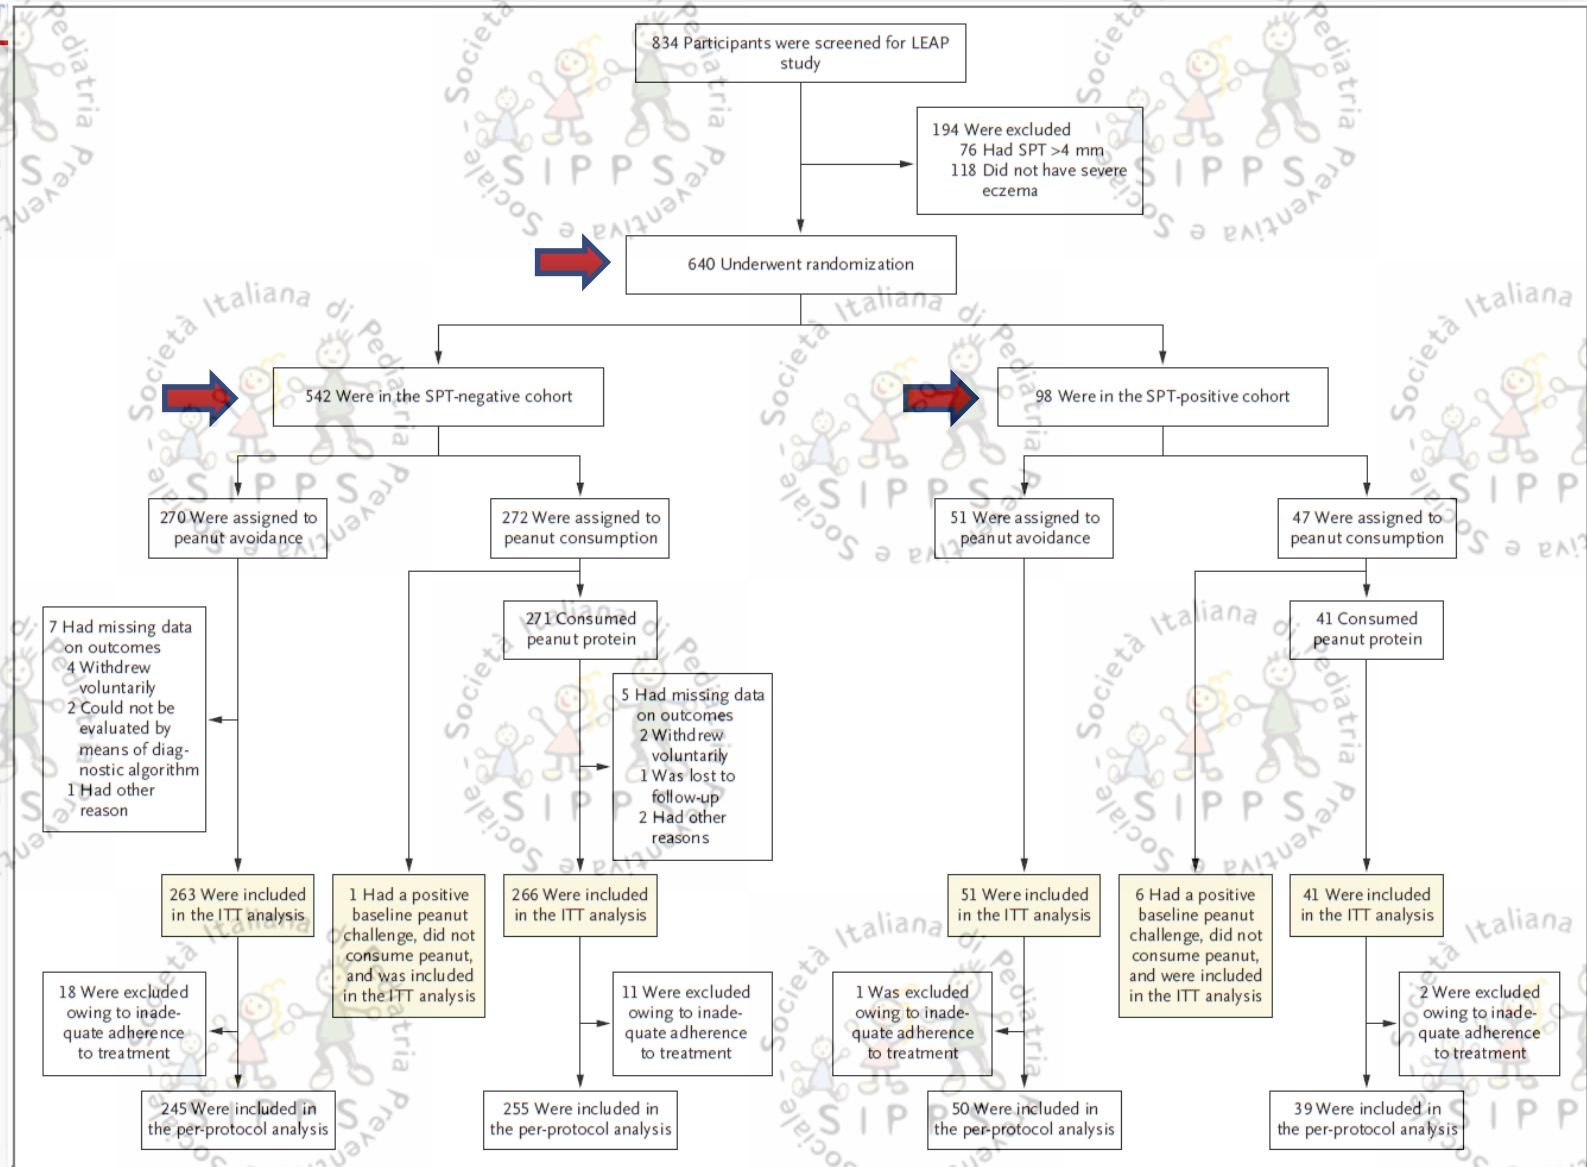 834 Participants were screened for LEAP
study
194 Were excluded
76 Had SPT >4 mm
118 Did not have severe
eczema
640 Underwent randomization
542 Were in the SPT-negative cohort
98 Were in the SPT-positive cohort
270 Were assigned to
peanut avoidance
272 Were assigned to
peanut consumption
51 Were assigned to
peanut avoidance
47 Were assigned to
peanut consumption
271 Consumed
peanut protein
41 Consumed
peanut protein
7 Had missing data
on outcomes
4 Withdrew
voluntarily
2 Could not be
evaluated by
means of diag-
nostic algorithm
1 Had other
reason
5 Had missing data
on outcomes
2 Withdrew
voluntarily
1 Was lost to
follow-up
2 Had other
reasons
263 Were included
in the ITT analysis
1 Had a positive
baseline peanut
challenge, did not
consume peanut,
and was included
in the ITT analysis
266 Were included
in the ITT analysis
51 Were included
in the ITT analysis
6 Had a positive
baseline peanut
challenge, did not
consume peanut,
and were included
in the ITT analysis
41 Were included
in the ITT analysis
18 Were excluded
owing to inade-
quate adherence
to treatment
11 Were excluded
owing to inade-
quate adherence
to treatment
1 Was excluded
owing to inade-
quate adherence
to treatment
2 Were excluded
owing to inade-
quate adherence
to treatment
245 Were included in
the per-protocol analysis
255 Were included in
the per-protocol analysis
50 Were included in
the per-protocol analysis
39 Were included in
the per-protocol analysis
Società Italiana di Pediatria Preventiva e Sociale
SIPPS